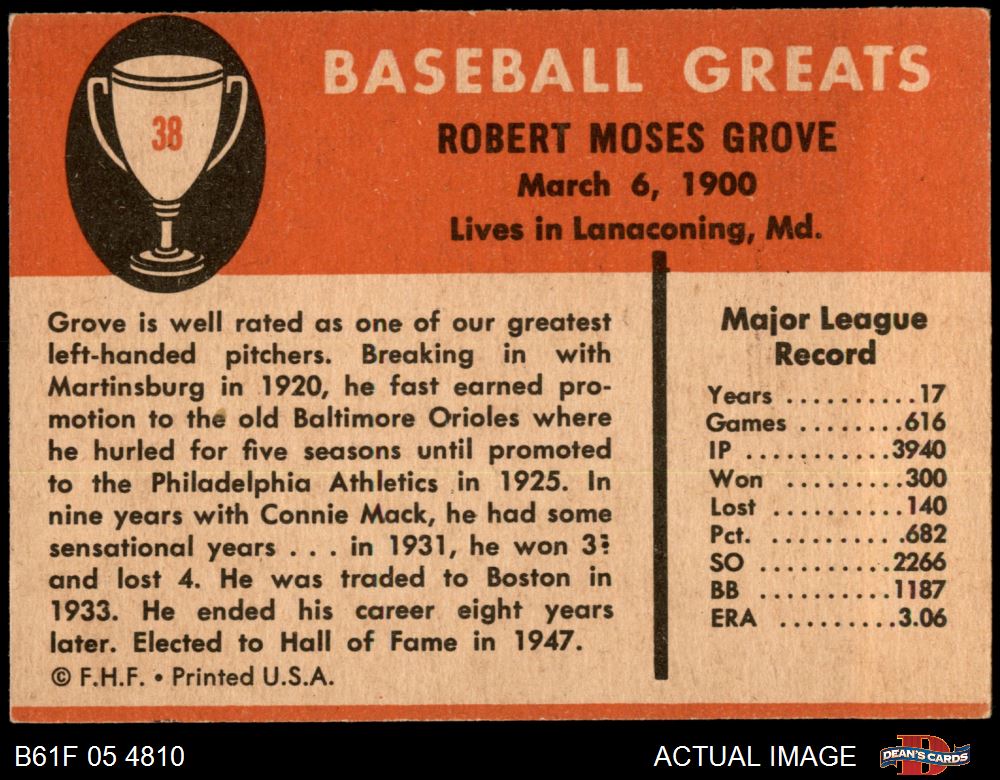 38
BASEBALL GREATS
ROBERT MOSES GROVE
March 6, 1900
Lives in Lanaconing, Md.
Grove is well rated as one of our greatest
left-handed pitchers. Breaking in with
Martinsburg in 1920, he fast earned pro-
motion to the old Baltimore Orioles where
he hurled for five seasons until promoted
to the Philadelphia Athletics in 1925. In
nine years with Connie Mack, he had some
sensational years . . . in 1931, he won
and lost 4. He was traded to Boston in
1933. He ended his career eight years
later. Elected to Hall of Fame in 1947.
© F.H.F. • Printed U.S.A.
Major League
Record
Years ..........17
Games .........616
IP ............3940
Won .........300
Lost ..........140
Pct. ..........682
SO ...........2266
BB ...........1187
ERA .........3.06
B61F 05 4810
ACTUAL IMAGE
D
DEAN'S CARDS